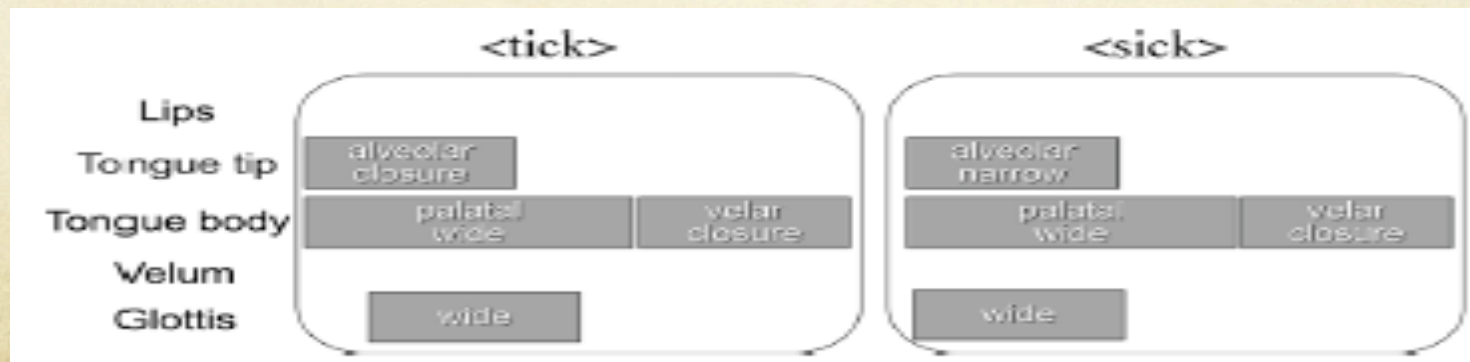 <tick>
<sick>
Lips
Tongue tip
alveolar
closure
alveolar
narrow
Tongue body
palatal
wide
velar
closure
palatal
wide
velar
closure
Velum
Glottis
wide
wide